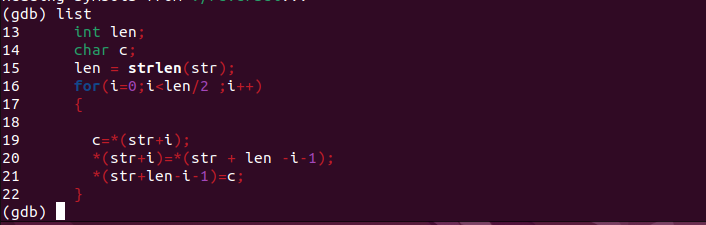 (gdb) list
13 int len;
14 char c;
15 len = strlen(str);
16 for(i=0;i<len/2 ;i++)
17 {
18
19 c=*(str+i);
20 *(str+i)=*(str + len -i-1);
21 *(str+len-i-1)=c;
22 }
(gdb)